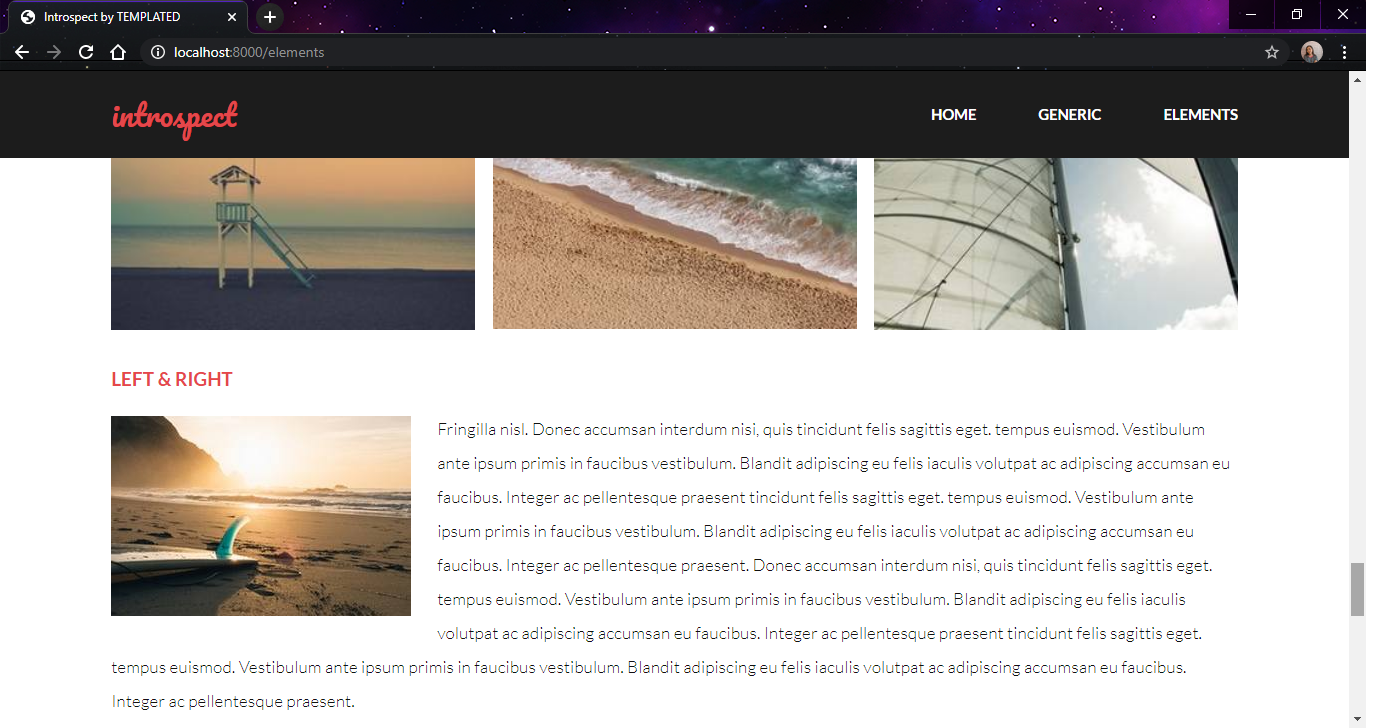 Introspect by TEMPLATED
localhost:8000/elements
introspect
HOME GENERIC ELEMENTS
LEFT & RIGHT
Fringilla nisl. Donec accumsan interdum nisi, quis tincidunt felis sagittis eget. tempus euismod. Vestibulum
ante ipsum primis in faucibus vestibulum. Blandit adipiscing eu felis iaculis volutpat ac adipiscing accumsan eu
faucibus. Integer ac pellentesque praesent tincidunt felis sagittis eget. tempus euismod. Vestibulum ante
ipsum primis in faucibus vestibulum. Blandit adipiscing eu felis iaculis volutpat ac adipiscing accumsan eu
faucibus. Integer ac pellentesque praesent. Donec accumsan interdum nisi, quis tincidunt felis sagittis eget.
tempus euismod. Vestibulum ante ipsum primis in faucibus vestibulum. Blandit adipiscing eu felis iaculis
volutpat ac adipiscing accumsan eu faucibus. Integer ac pellentesque praesent tincidunt felis sagittis eget.
tempus euismod. Vestibulum ante ipsum primis in faucibus vestibulum. Blandit adipiscing eu felis iaculis volutpat ac adipiscing accumsan eu faucibus.
Integer ac pellentesque praesent.